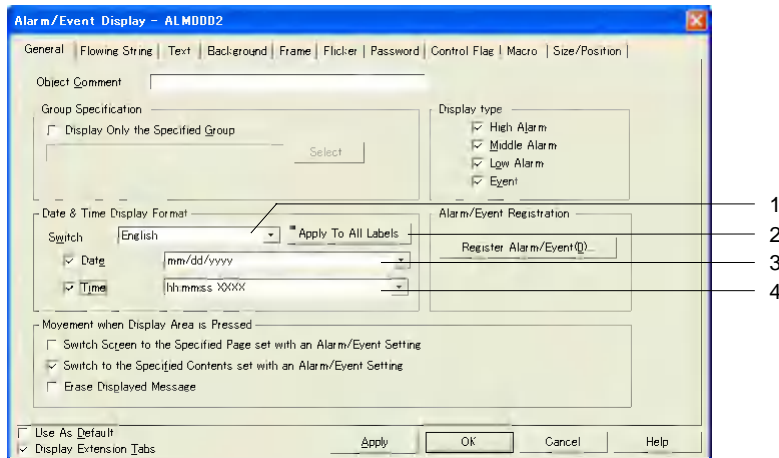 Alarm/Event Display - ALM0002
General | Flowing String | Text | Background | Frame | Flicker | Password | Control Flag | Macro | Size/Position
Object Comment
Group Specification
Display Only the Specified Group
Select
Display type
High Alarm
Middle Alarm
Low Alarm
Event
Date & Time Display Format
Switch English Apply To All Labels
Date mm/dd/yyyy
Time hh:mm:ss XXXX
Alarm/Event Registration
Register Alarm/Event(D)...
1
2
3
4
Movement when Display Area is Pressed
Switch Screen to the Specified Page set with an Alarm/Event Setting
Switch to the Specified Contents set with an Alarm/Event Setting
Erase Displayed Message
Use As Default
Display Extension Tabs
Apply OK Cancel Help